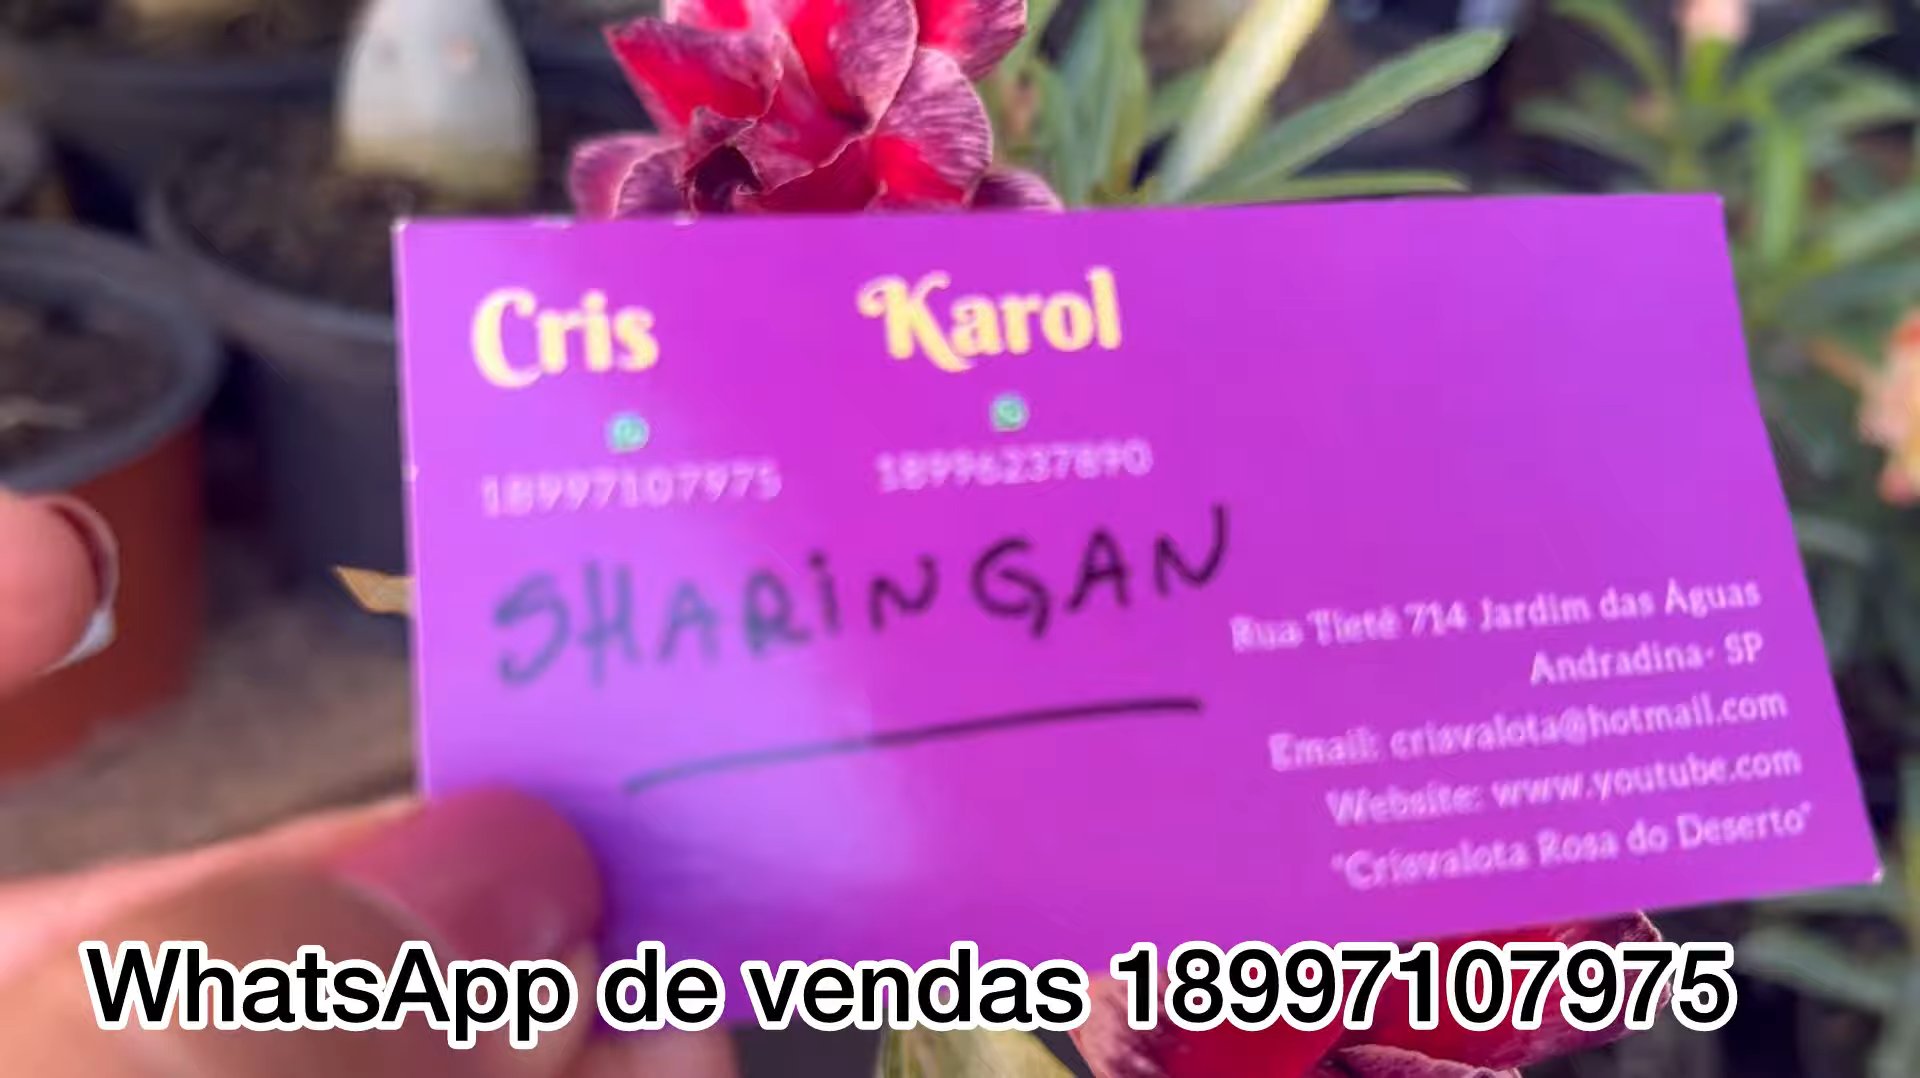 Cris
Karol
18997107975
18996237890
SHARiNGAN
Rua Tietê 714 Jardim das Águas
Andradina- SP
Email: crisvalota@hotmail.com
Website: www.youtube.com
"Crisvalota Rosa do Deserto"
WhatsApp de vendas 18997107975